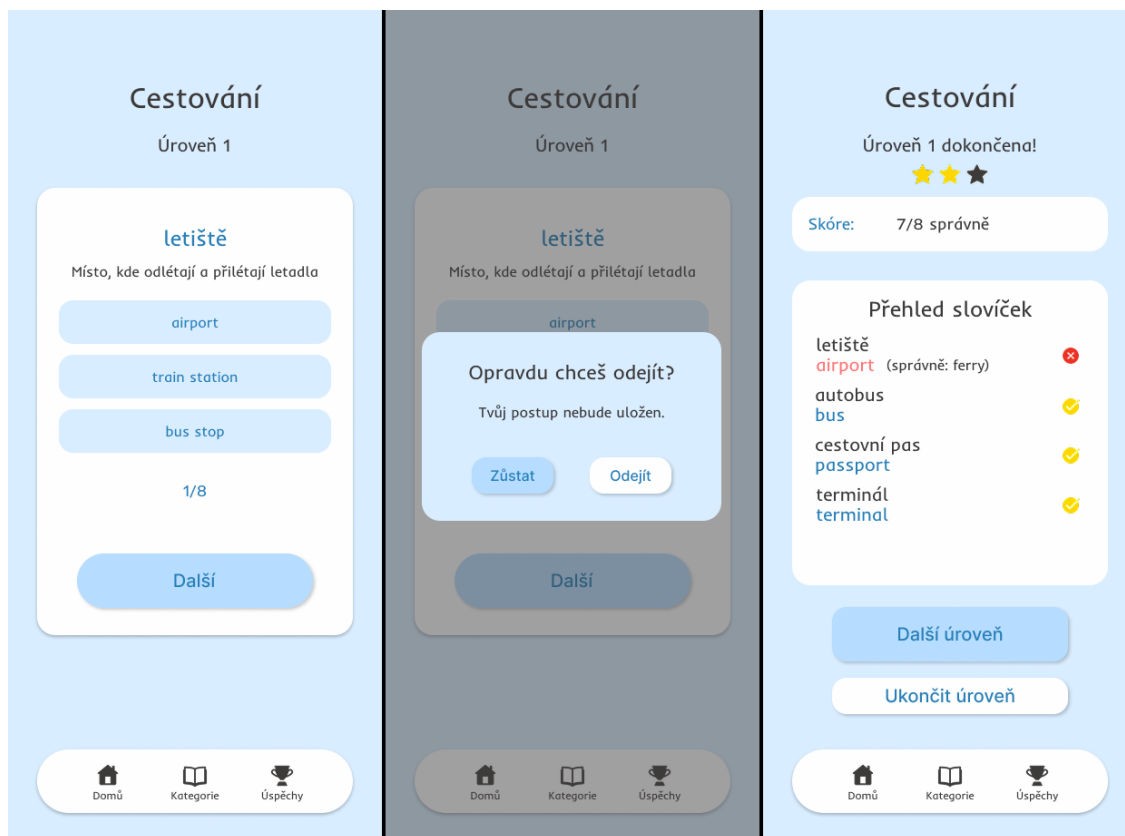 Cestování
Úroveň 1
letiště
Místo, kde odlétají a přilétají letadla
airport
train station
bus stop
1/8
Další
Domů
Kategorie
Úspěchy
Cestování
Úroveň 1
letiště
Místo, kde odlétají a přilétají letadla
airport
Opravdu chceš odejít?
Tvůj postup nebude uložen.
Zůstat
Odejít
Další
Domů
Kategorie
Úspěchy
Cestování
Úroveň 1 dokončena!
Skóre: 7/8 správně
Přehled slovíček
letiště
airport (správně: ferry)
autobus
bus
cestovní pas
passport
terminál
terminal
Další úroveň
Ukončit úroveň
Domů
Kategorie
Úspěchy